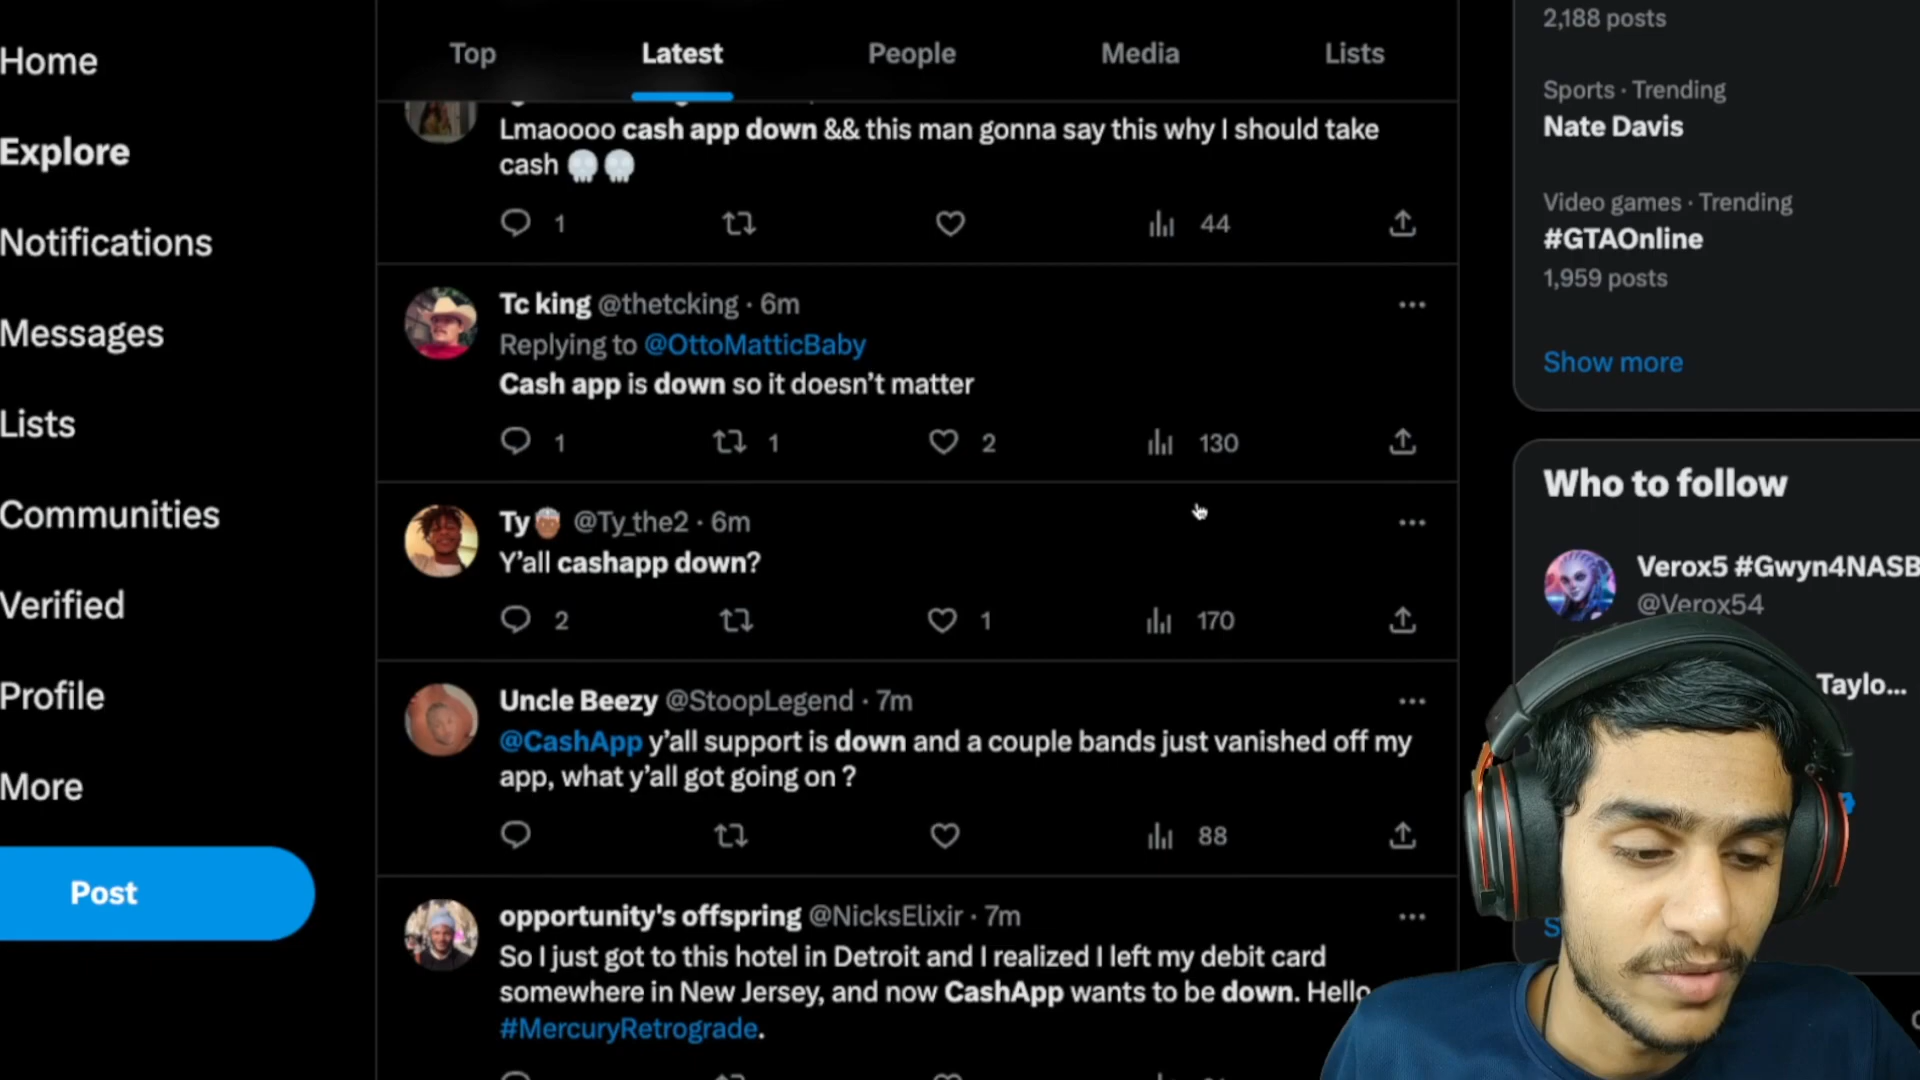 Home
Explore
Notifications
Messages
Lists
Communities
Verified
Profile
More
Post
Top
Latest
People
Media
Lists
Lmaoooo cash app down && this man gonna say this why I should take
cash 💀💀
1
44
Tc king @thetcking · 6m
Replying to @OttoMatticBaby
Cash app is down so it doesn't matter
1
1
2
130
Ty @Ty_the2 · 6m
Y'all cashapp down?
2
1
170
Uncle Beezy @StoopLegend · 7m
@CashApp y'all support is down and a couple bands just vanished off my
app, what y'all got going on ?
88
opportunity's offspring @NicksElixir · 7m
So I just got to this hotel in Detroit and I realized I left my debit card
somewhere in New Jersey, and now CashApp wants to be down. Hello
#MercuryRetrograde.
2,188 posts
Sports · Trending
Nate Davis
Video games · Trending
#GTAOnline
1,959 posts
Show more
Who to follow
Verox5 #Gwyn4NASB
@Verox54
Taylo...